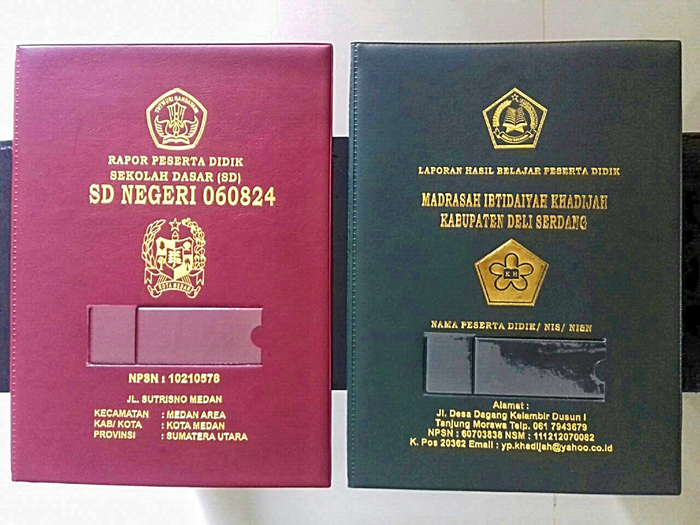 TUT WURI HANDAYANI
RAPOR PESERTA DIDIK
SEKOLAH DASAR (SD)
SD NEGERI 060824
KOTA MEDAN
NPSN : 10210578
JL. SUTRISNO MEDAN
KECAMATAN : MEDAN AREA
KAB/ KOTA : KOTA MEDAN
PROVINSI : SUMATERA UTARA
LAPORAN HASIL BELAJAR PESERTA DIDIK
MADRASAH IBTIDAIYAH KHADIJAH
KABUPATEN DELI SERDANG
KH
NAMA PESERTA DIDIK/ NIS/ NISN
Alamat :
Jl. Desa Dagang Kelambir Dusun I
Tanjung Morawa Telp. 061 7943679
NPSN : 60703838 NSM : 111212070082
K. Pos 20362 Email : yp.khadijah@yahoo.co.id